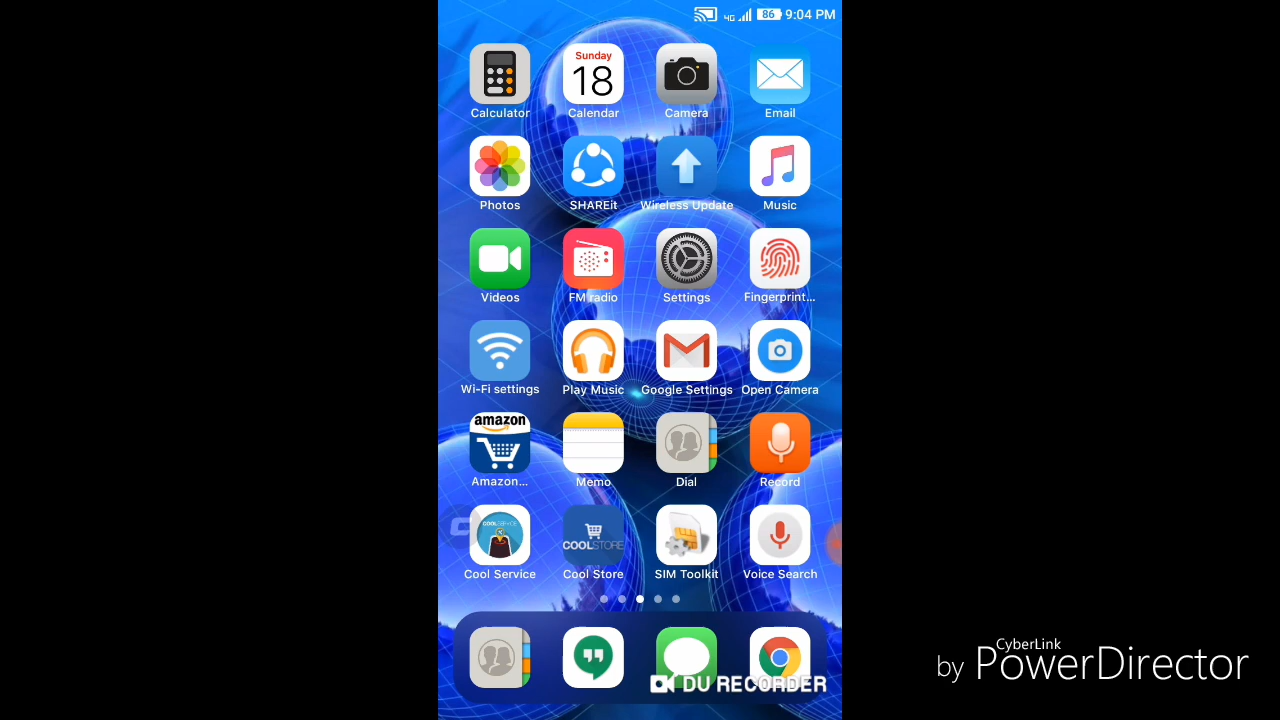 4G 86 9:04 PM
Sunday
18
Calculator Calendar Camera Email
Photos SHAREit Wireless Update Music
Videos FM radio Settings Fingerprint...
Wi-Fi settings Play Music Google Settings Open Camera
amazon
Amazon... Memo Dial Record
COOLSERVICE
COOLSTORE
Cool Service Cool Store SIM Toolkit Voice Search
DU RECORDER
CyberLink
by PowerDirector